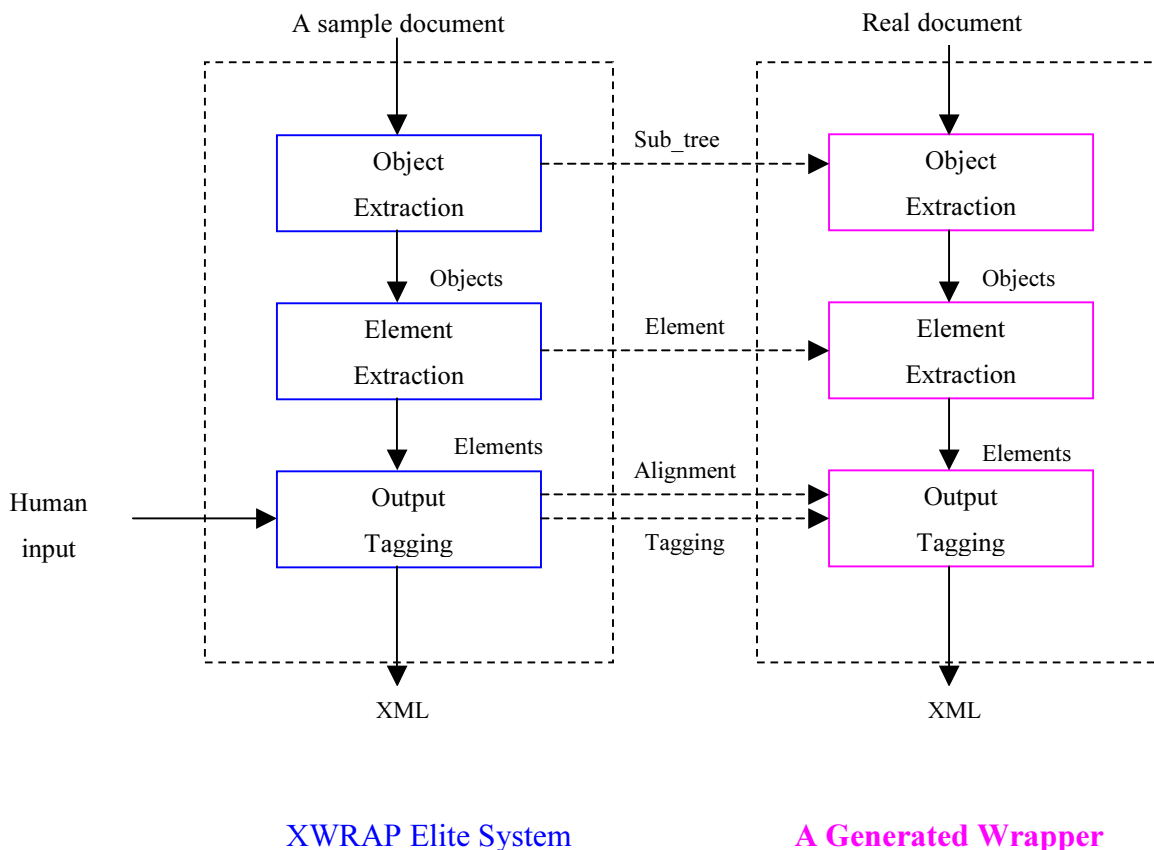 A sample document
Real document
Object
Extraction
Sub_tree
Object
Extraction
Objects
Objects
Element
Extraction
Element
Element
Extraction
Elements
Elements
Human
input
Output
Tagging
Alignment
Tagging
Output
Tagging
XML
XML
XWRAP Elite System
A Generated Wrapper